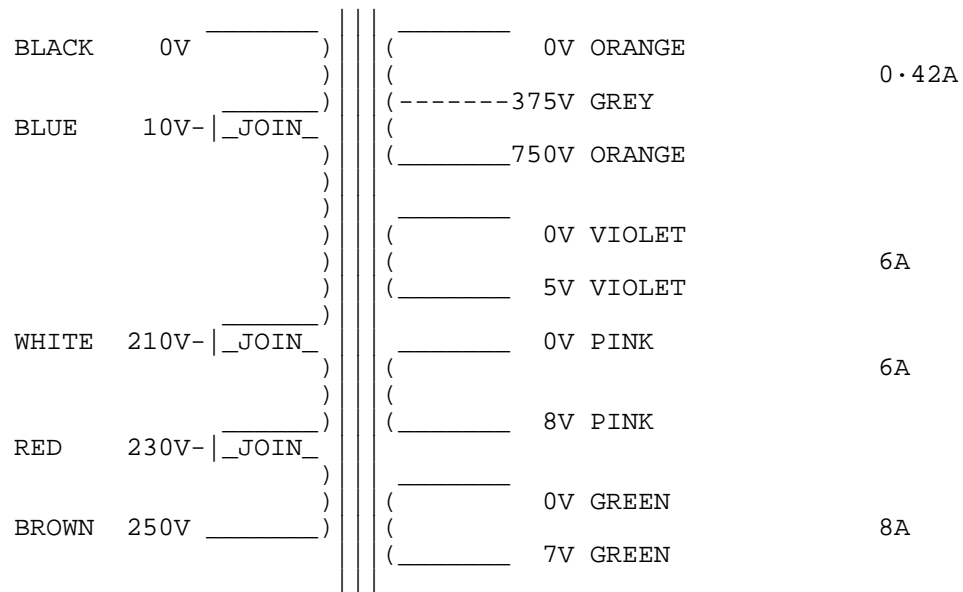 BLACK 0V 0V ORANGE
0·42A
375V GREY
BLUE 10V- JOIN
750V ORANGE
0V VIOLET
6A
5V VIOLET
WHITE 210V- JOIN 0V PINK
6A
8V PINK
RED 230V- JOIN
0V GREEN
BROWN 250V 8A
7V GREEN